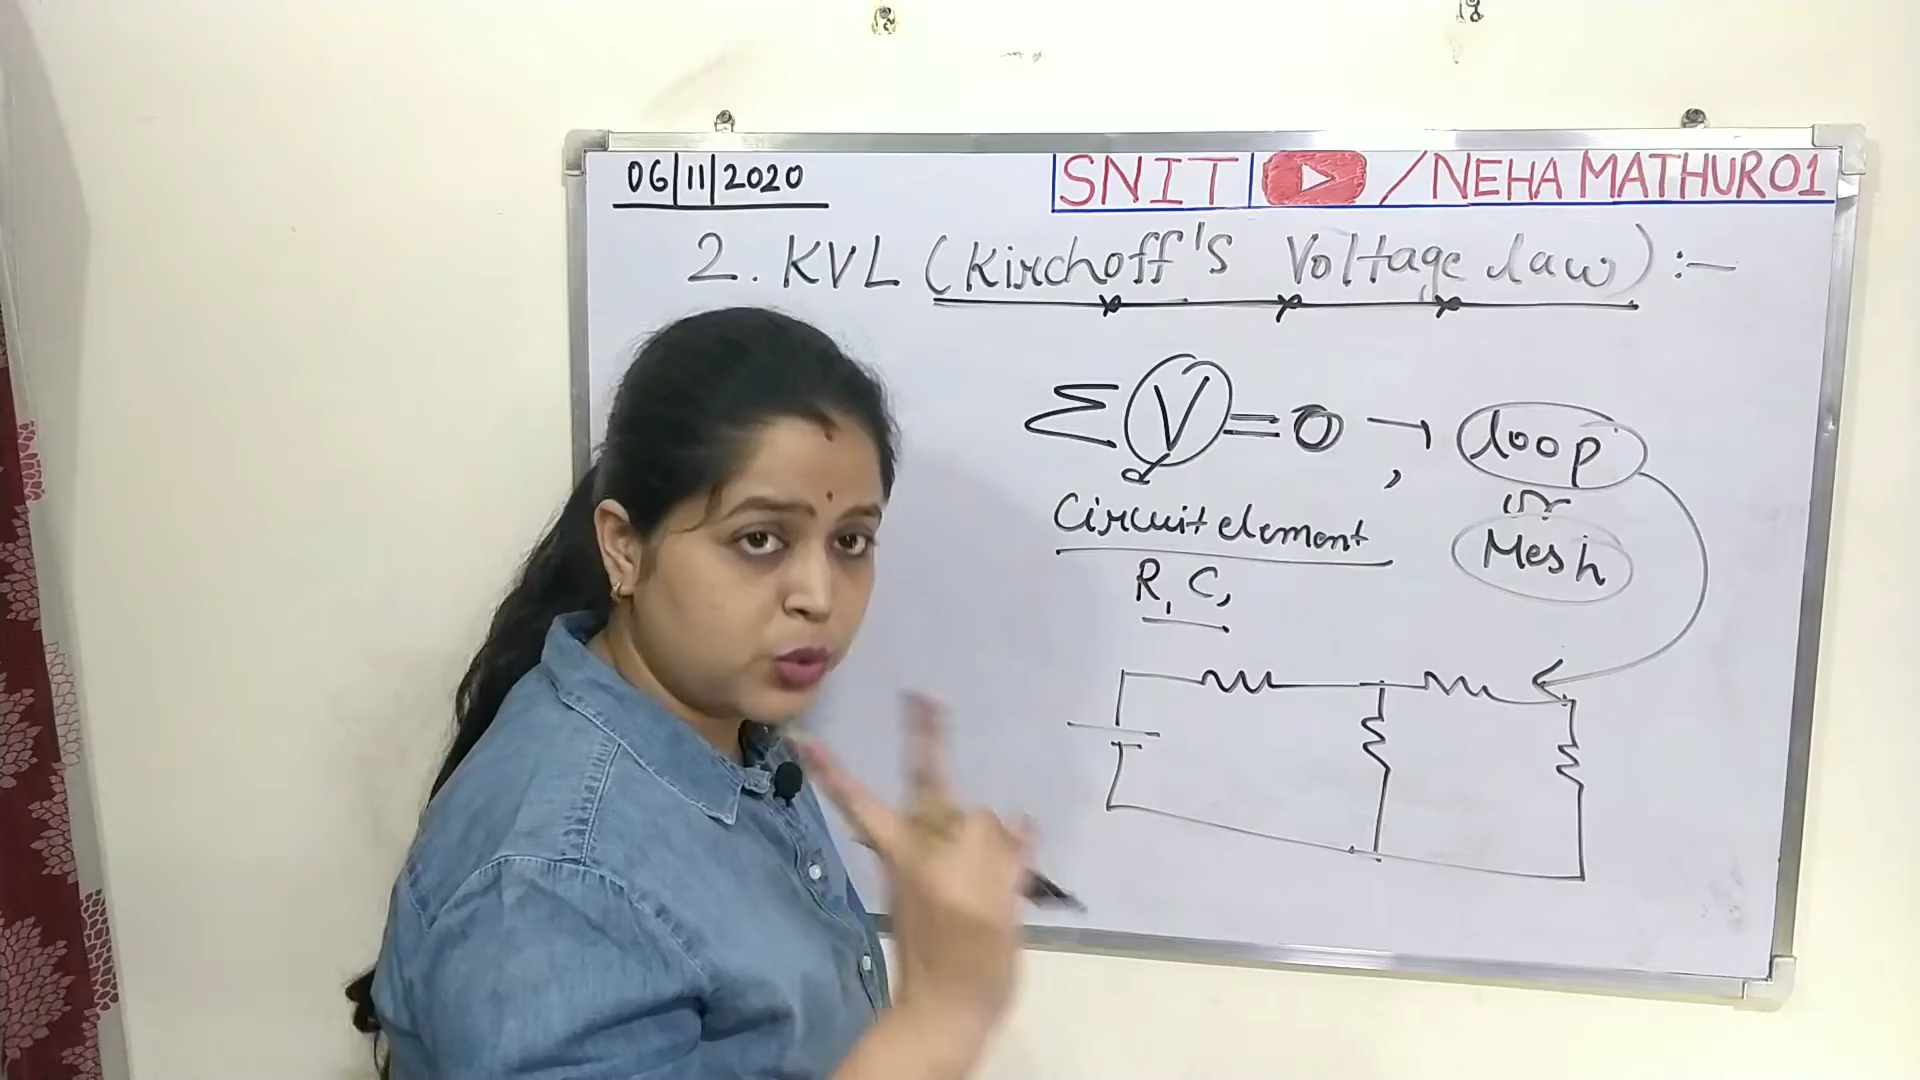 06/11/2020
SNIT /NEHA MATHUR01
2. KVL (Kirchoff's Voltage law) :-
ΣV = 0 , → loop
or
Mesh
Circuit element
R, C,